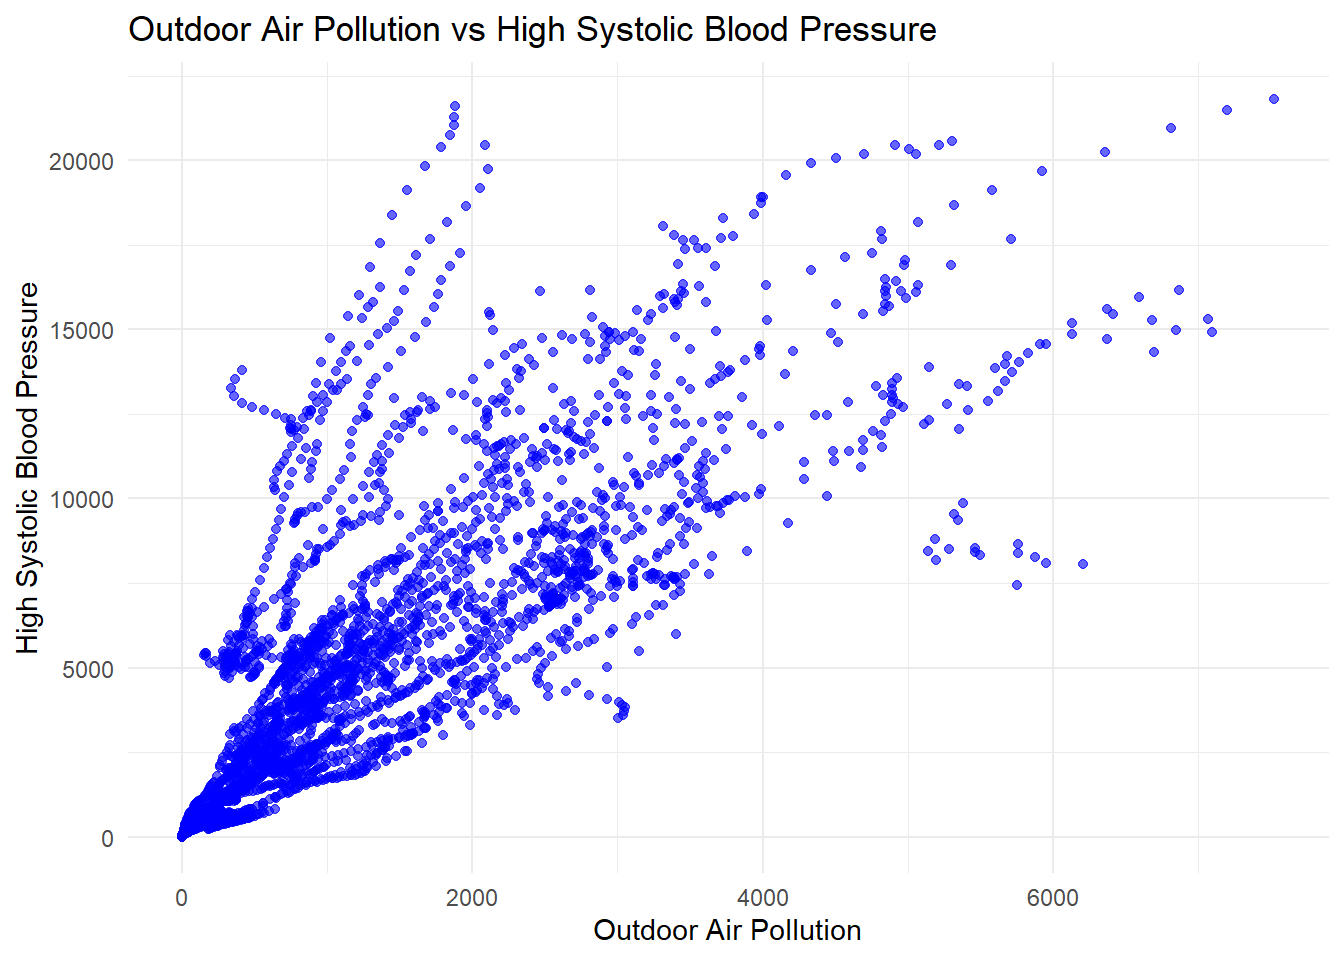 Outdoor Air Pollution vs High Systolic Blood Pressure
20000
15000
10000
5000
0
High Systolic Blood Pressure
0 2000 4000 6000
Outdoor Air Pollution